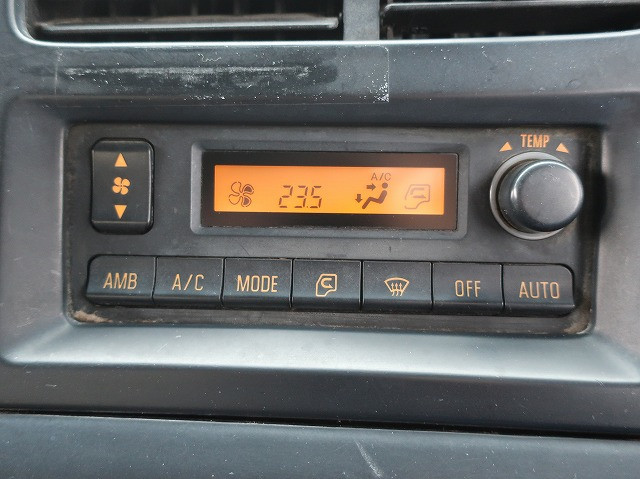 TEMP
A/C
23.5
AMB A/C MODE OFF AUTO